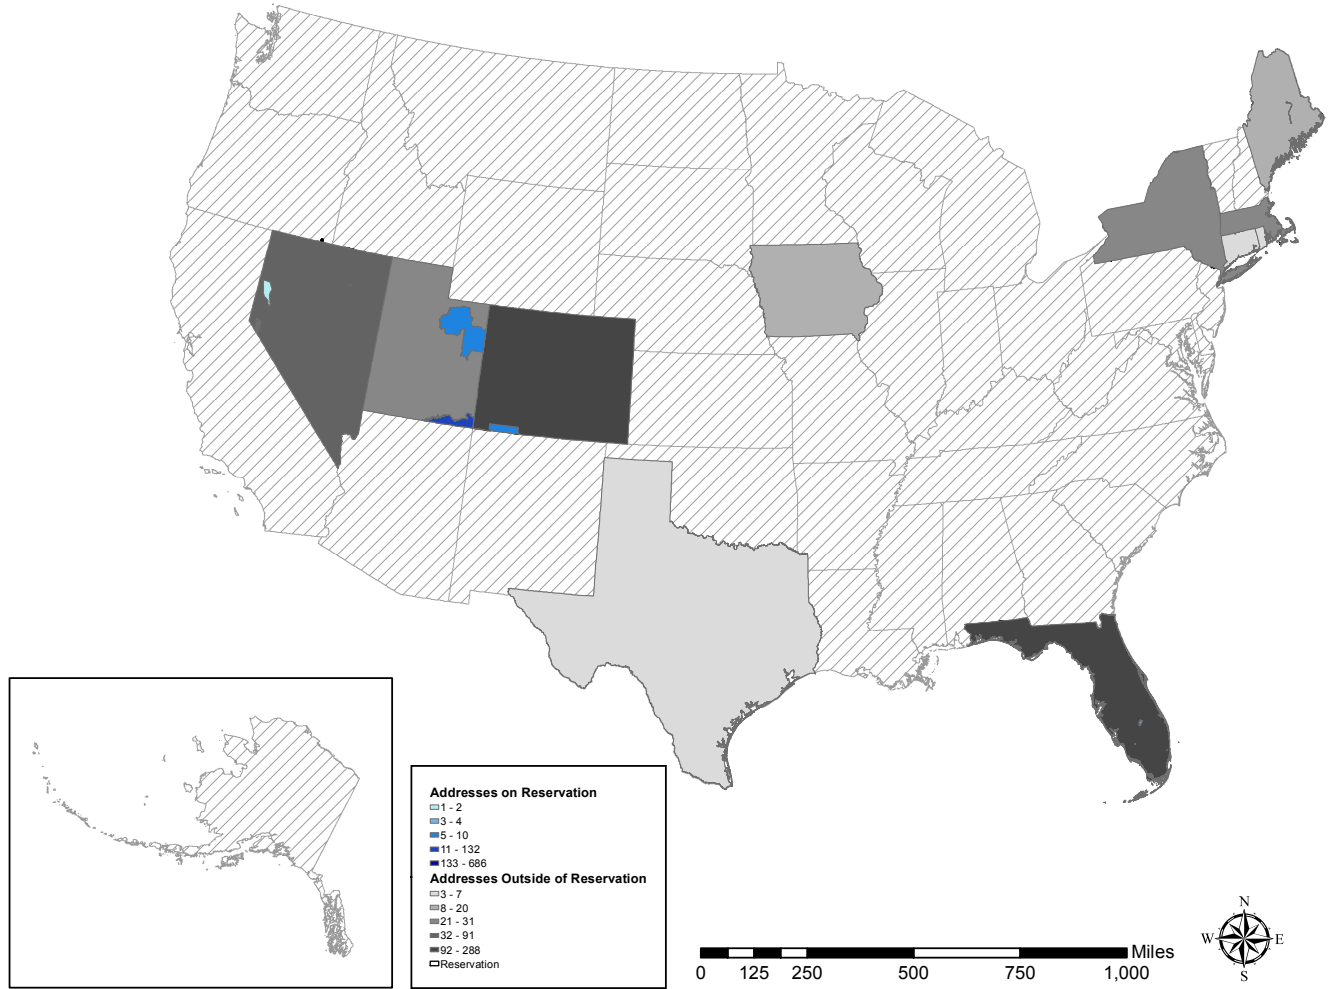 Addresses on Reservation
1 - 2
3 - 4
5 - 10
11 - 132
133 - 686
Addresses Outside of Reservation
3 - 7
8 - 20
21 - 31
32 - 91
92 - 288
Reservation
N
W E
S
Miles
0 125 250 500 750 1,000